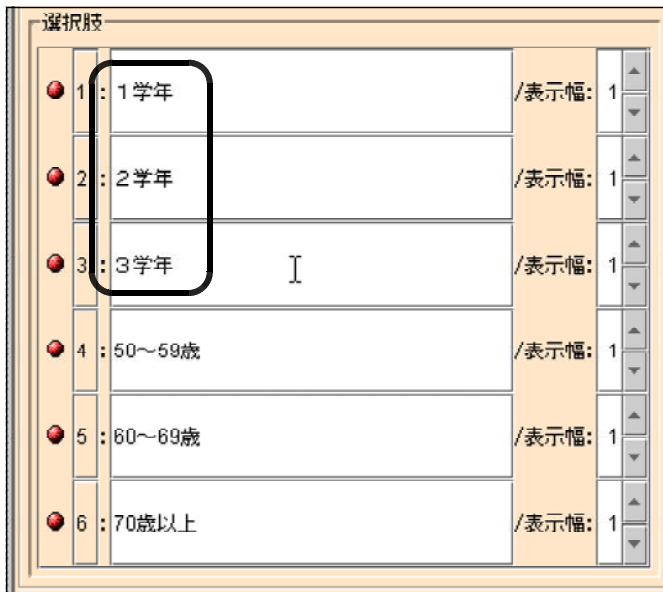 選択肢
1 : １学年 /表示幅: 1
2 : ２学年 /表示幅: 1
3 : ３学年 /表示幅: 1
4 : 50～59歳 /表示幅: 1
5 : 60～69歳 /表示幅: 1
6 : 70歳以上 /表示幅: 1